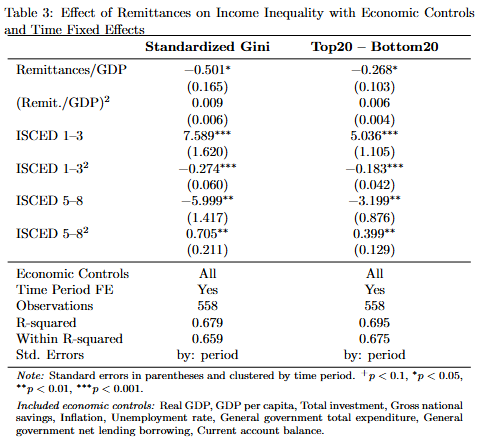 Table 3: Effect of Remittances on Income Inequality with Economic Controls
and Time Fixed Effects
Standardized Gini Top20 – Bottom20
Remittances/GDP −0.501* −0.268*
(0.165) (0.103)
(Remit./GDP)² 0.009 0.006
(0.006) (0.004)
ISCED 1–3 7.589*** 5.036***
(1.620) (1.105)
ISCED 1–3² −0.274*** −0.183***
(0.060) (0.042)
ISCED 5–8 −5.999** −3.199**
(1.417) (0.876)
ISCED 5–8² 0.705** 0.399**
(0.211) (0.129)
Economic Controls All All
Time Period FE Yes Yes
Observations 558 558
R-squared 0.679 0.695
Within R-squared 0.659 0.675
Std. Errors by: period by: period
Note: Standard errors in parentheses and clustered by time period. ⁺p < 0.1, *p < 0.05,
**p < 0.01, ***p < 0.001.
Included economic controls: Real GDP, GDP per capita, Total investment, Gross national
savings, Inflation, Unemployment rate, General government total expenditure, General
government net lending borrowing, Current account balance.